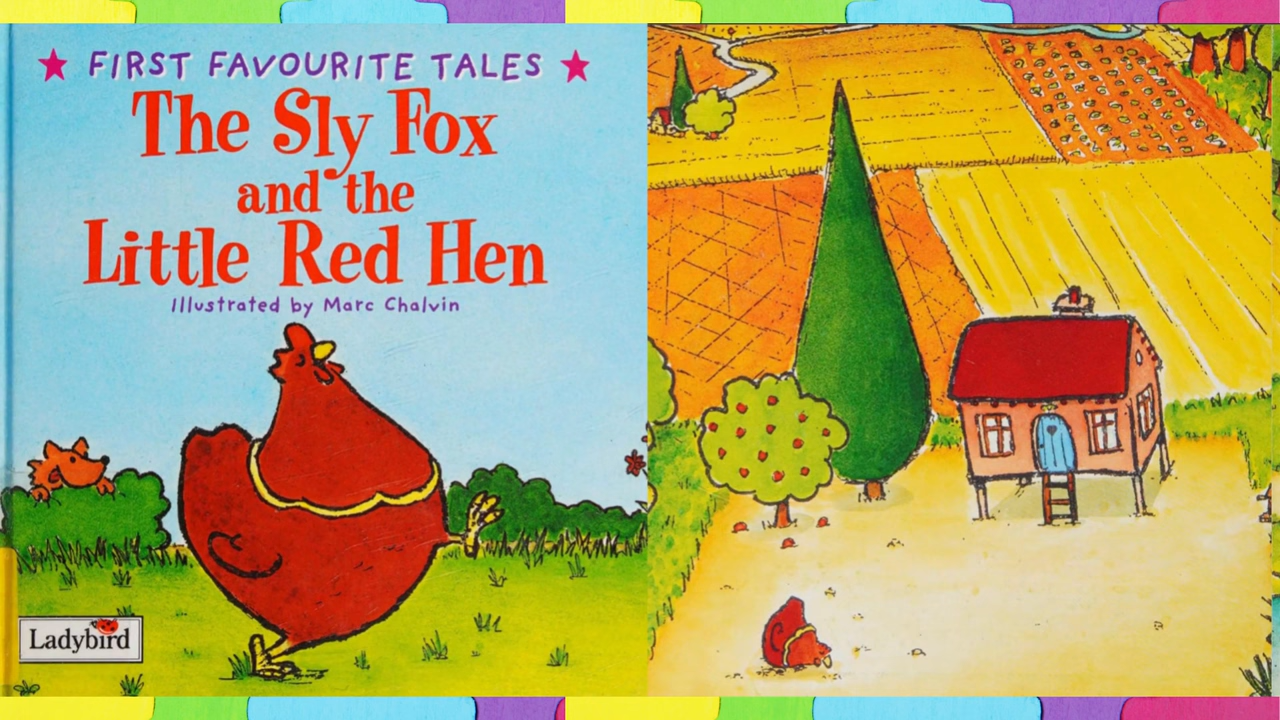 FIRST FAVOURITE TALES
The Sly Fox
and the
Little Red Hen
Illustrated by Marc Chalvin
Ladybird